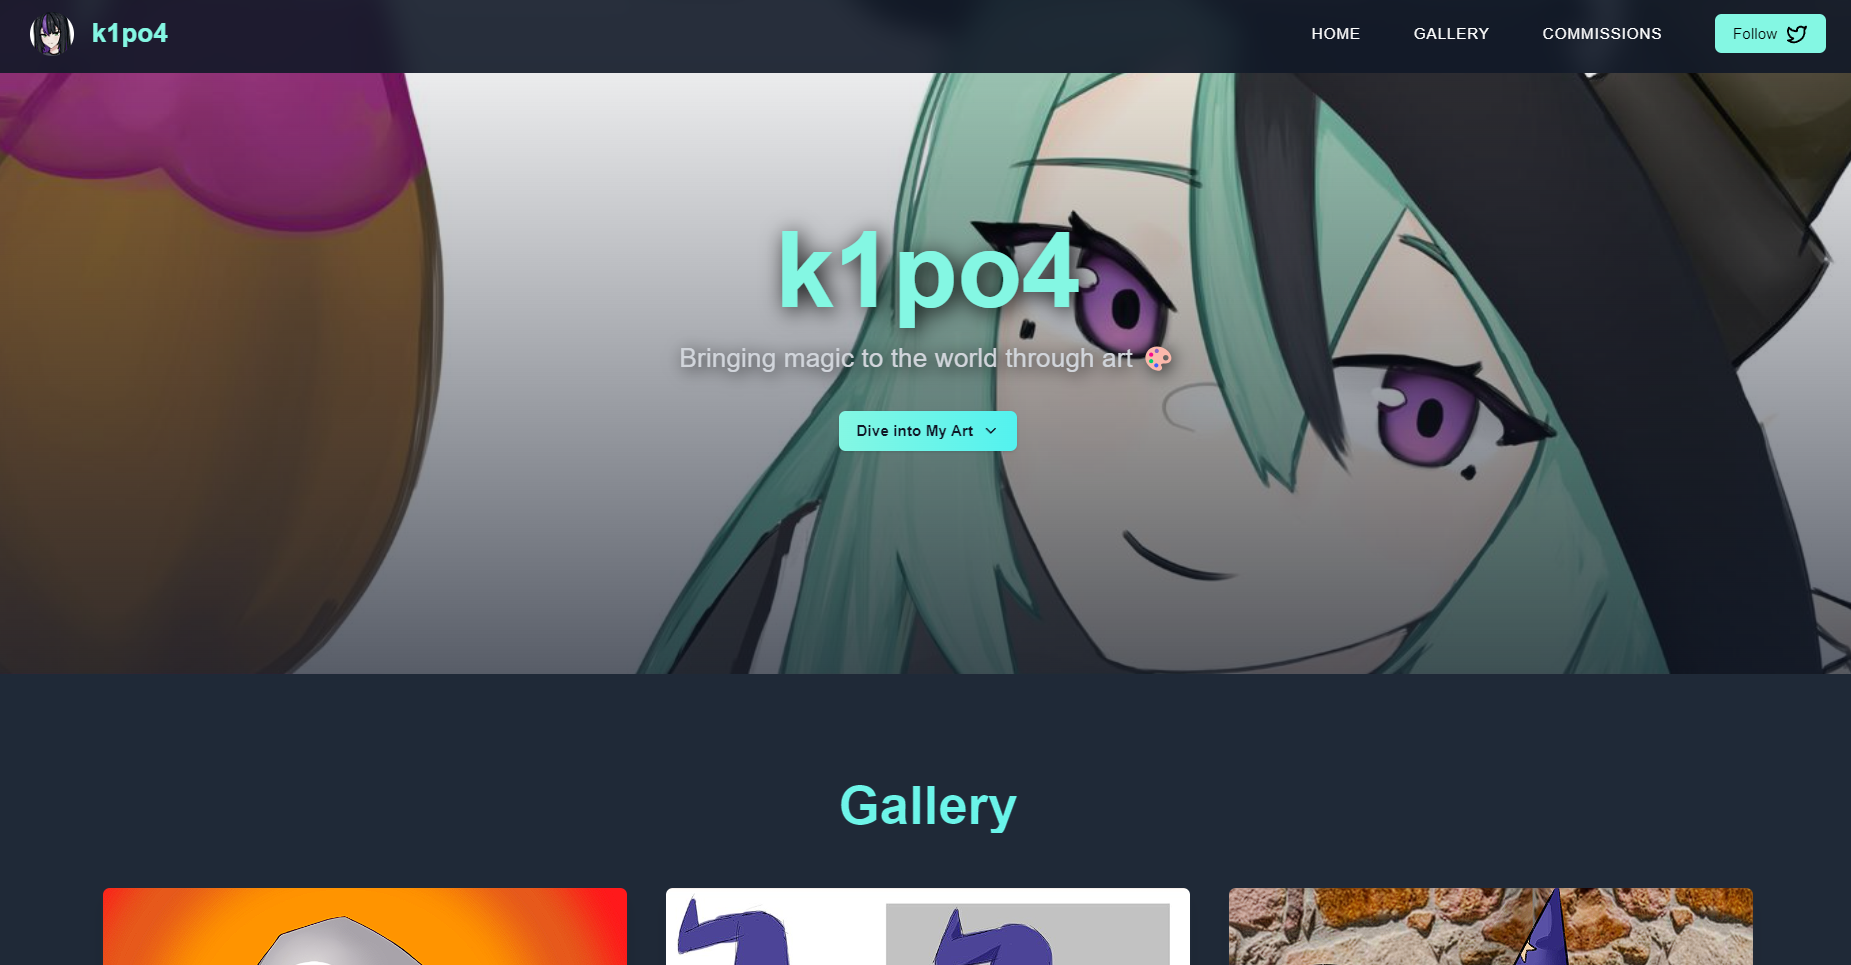 k1po4
HOME
GALLERY
COMMISSIONS
Follow
k1po4
Bringing magic to the world through art 🎨
Dive into My Art
Gallery